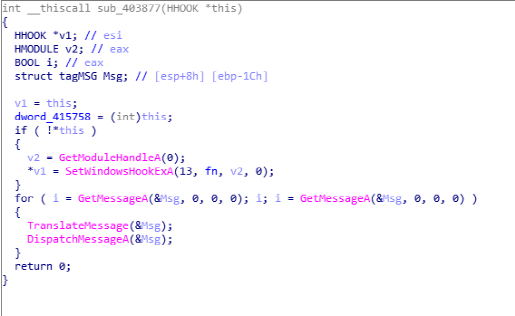 int __thiscall sub_403877(HHOOK *this)
{
HHOOK *v1; // esi
HMODULE v2; // eax
BOOL i; // eax
struct tagMSG Msg; // [esp+8h] [ebp-1Ch]
v1 = this;
dword_415758 = (int)this;
if ( !*this )
{
v2 = GetModuleHandleA(0);
*v1 = SetWindowsHookExA(13, fn, v2, 0);
}
for ( i = GetMessageA(&Msg, 0, 0, 0); i; i = GetMessageA(&Msg, 0, 0, 0) )
{
TranslateMessage(&Msg);
DispatchMessageA(&Msg);
}
return 0;
}